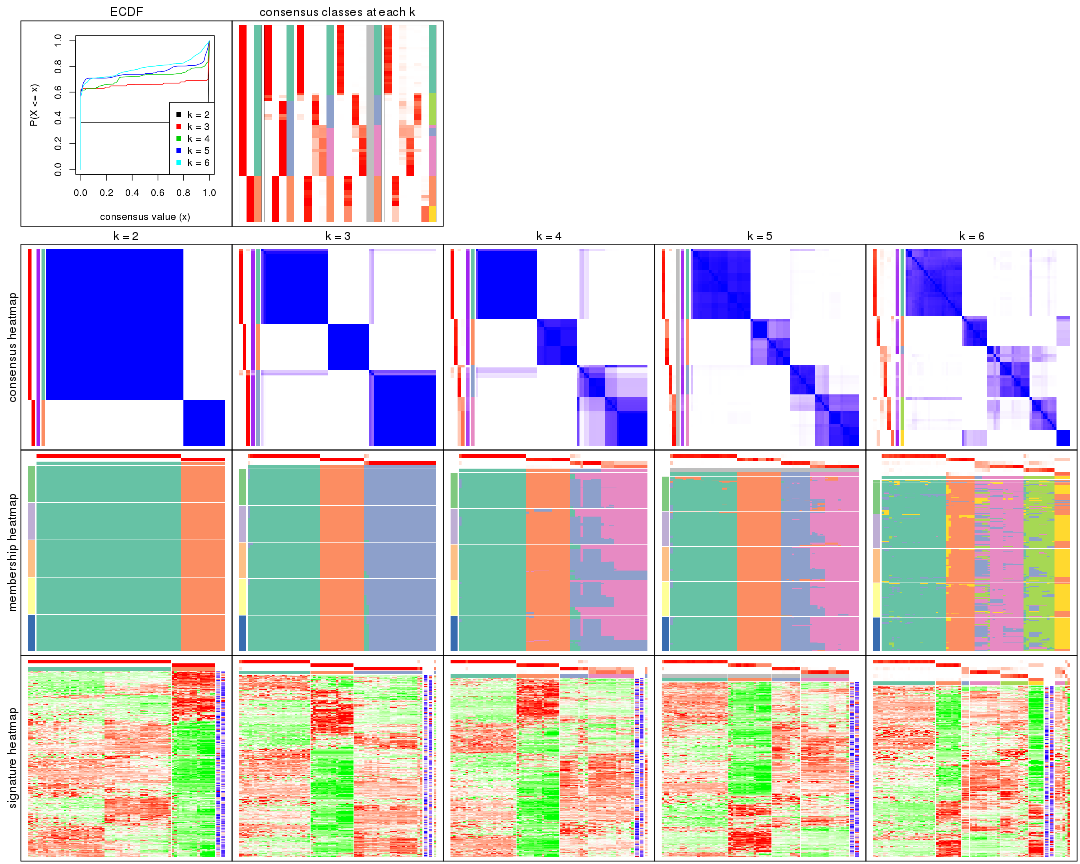 ECDF
consensus classes at each k
P(X <= x)
1.0
0.8
0.6
0.4
0.2
0.0
k = 2
k = 3
k = 4
k = 5
k = 6
0.0 0.2 0.4 0.6 0.8 1.0
consensus value (x)
k = 2
k = 3
k = 4
k = 5
k = 6
consensus heatmap
membership heatmap
signature heatmap